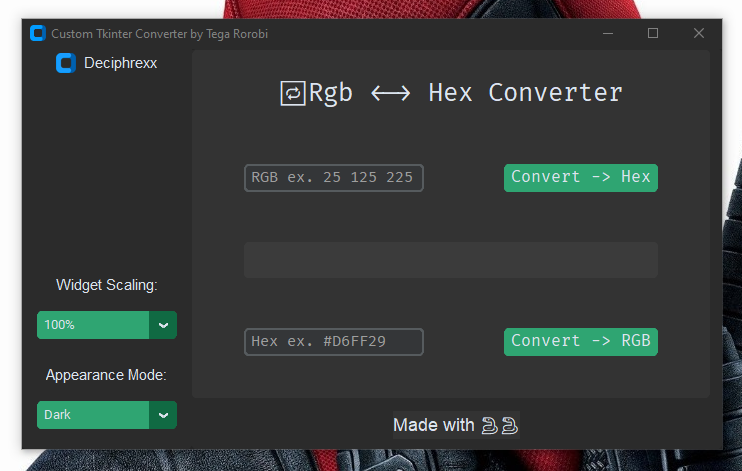 Custom Tkinter Converter by Tega Rorobi
Deciphrexx
🔁Rgb <--> Hex Converter
RGB ex. 25 125 225
Convert -> Hex
Widget Scaling:
100%
Hex ex. #D6FF29
Convert -> RGB
Appearance Mode:
Dark
Made with 🐍🐍